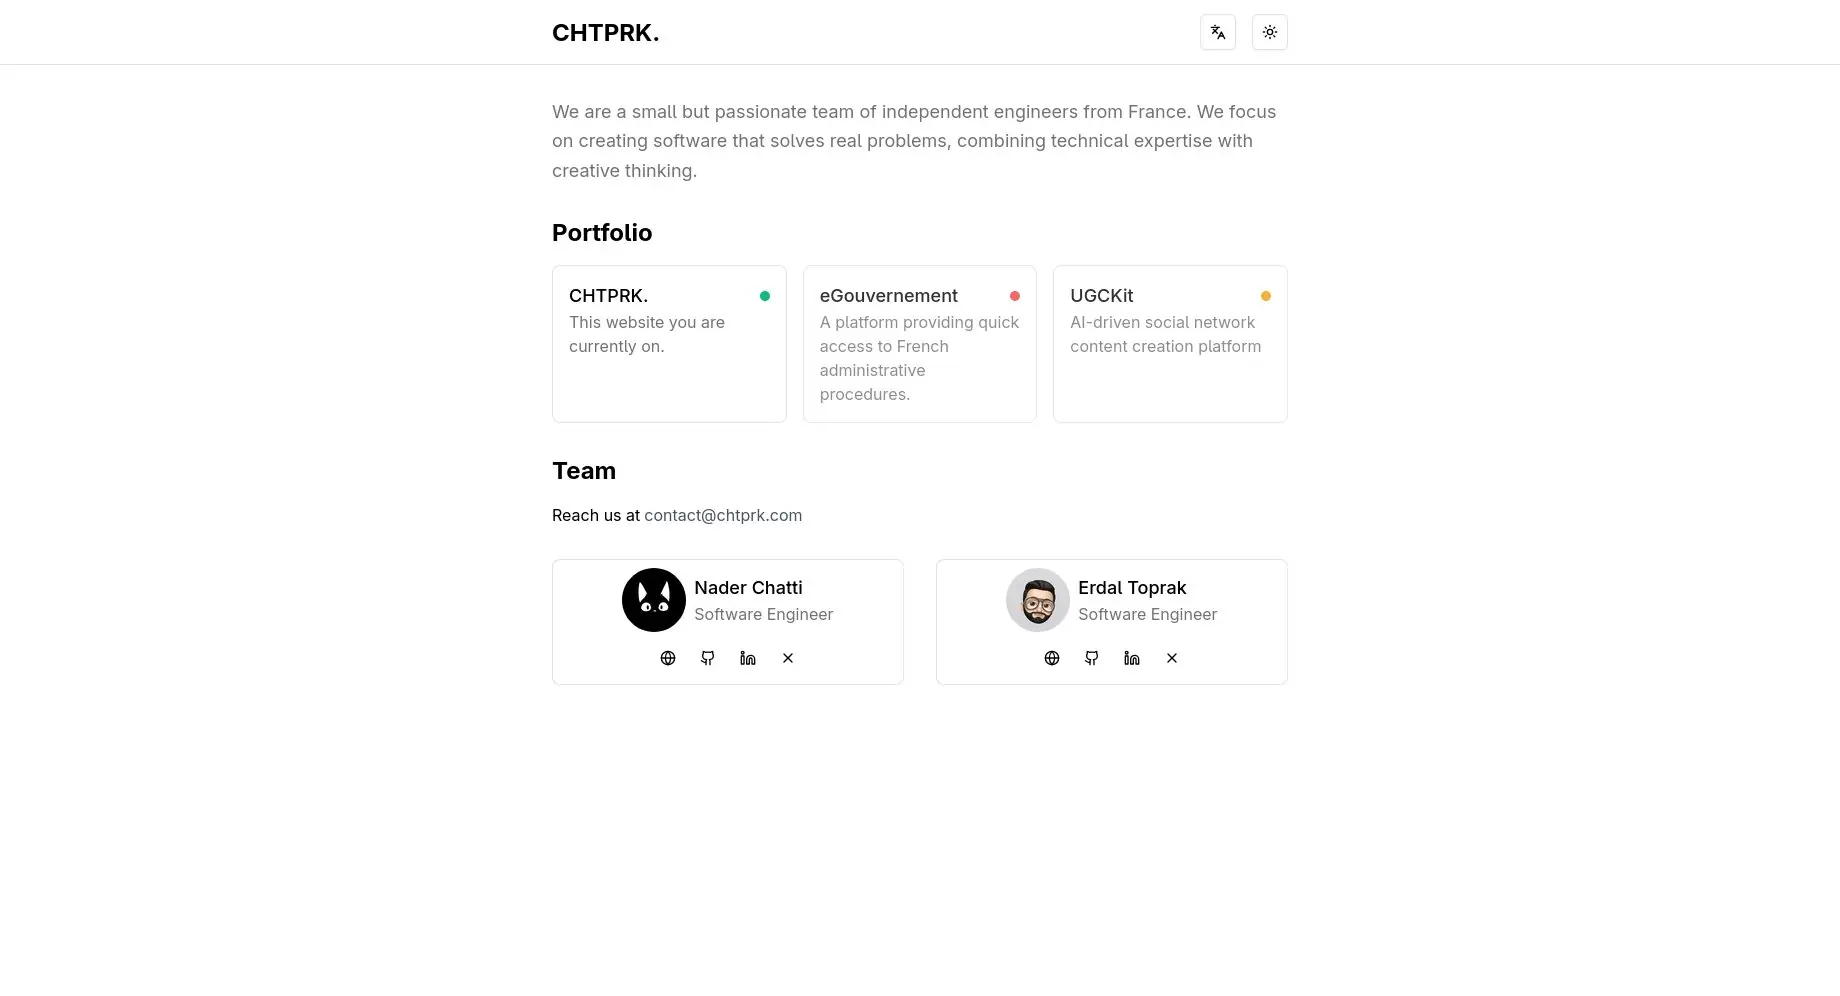 CHTPRK.
We are a small but passionate team of independent engineers from France. We focus
on creating software that solves real problems, combining technical expertise with
creative thinking.
Portfolio
CHTPRK.
This website you are
currently on.
eGouvernement
A platform providing quick
access to French
administrative
procedures.
UGCKit
AI-driven social network
content creation platform
Team
Reach us at contact@chtprk.com
Nader Chatti
Software Engineer
Erdal Toprak
Software Engineer